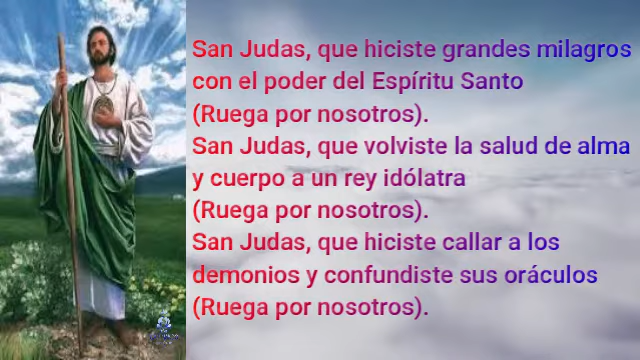 San Judas, que hiciste grandes milagros
con el poder del Espíritu Santo
(Ruega por nosotros).
San Judas, que volviste la salud de alma
y cuerpo a un rey idólatra
(Ruega por nosotros).
San Judas, que hiciste callar a los
demonios y confundiste sus oráculos
(Ruega por nosotros).